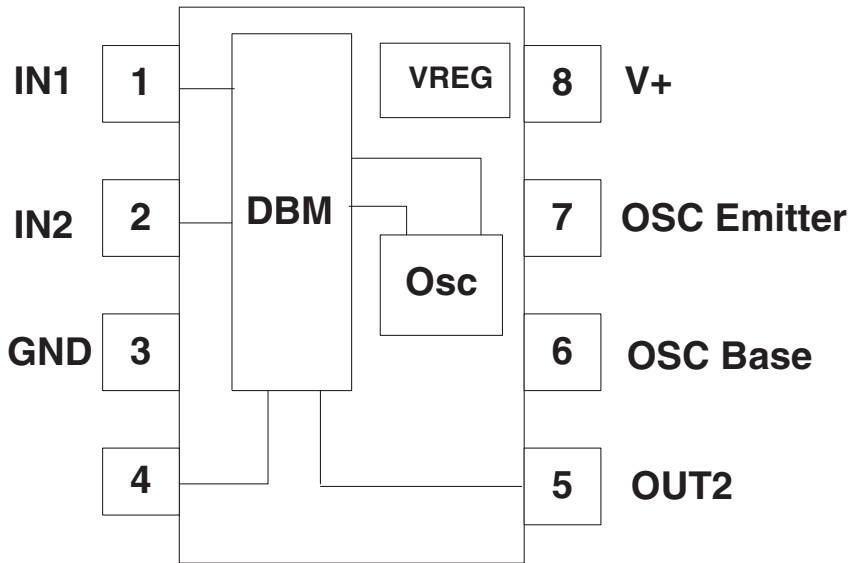 IN1 1 VREG 8 V+
IN2 2 DBM 7 OSC Emitter
Osc
GND 3 6 OSC Base
4 5 OUT2